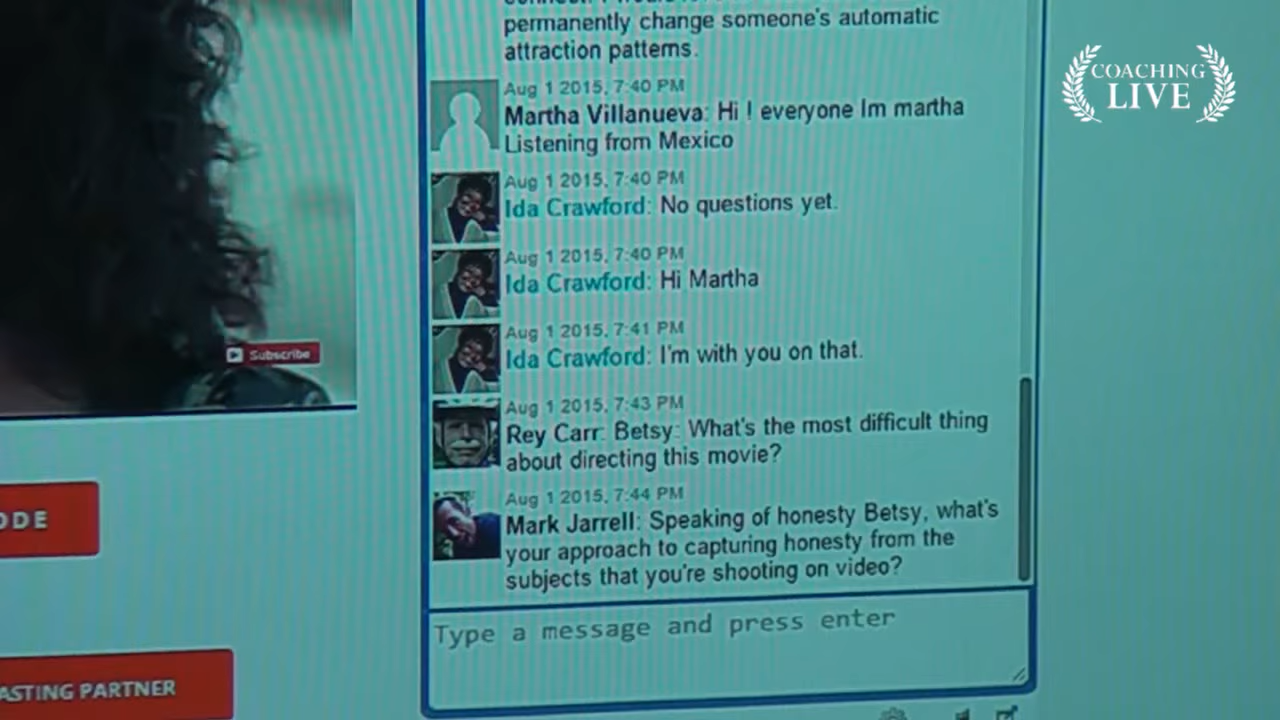 permanently change someone's automatic
attraction patterns.
Aug 1 2015, 7:40 PM
Martha Villanueva: Hi ! everyone Im martha
Listening from Mexico
Aug 1 2015, 7:40 PM
Ida Crawford: No questions yet.
Aug 1 2015, 7:40 PM
Ida Crawford: Hi Martha
Aug 1 2015, 7:41 PM
Ida Crawford: I'm with you on that.
Aug 1 2015, 7:43 PM
Rey Carr: Betsy: What's the most difficult thing
about directing this movie?
Aug 1 2015, 7:44 PM
Mark Jarrell: Speaking of honesty Betsy, what's
your approach to capturing honesty from the
subjects that you're shooting on video?
Type a message and press enter
Subscribe
ODE
ASTING PARTNER
COACHING
LIVE